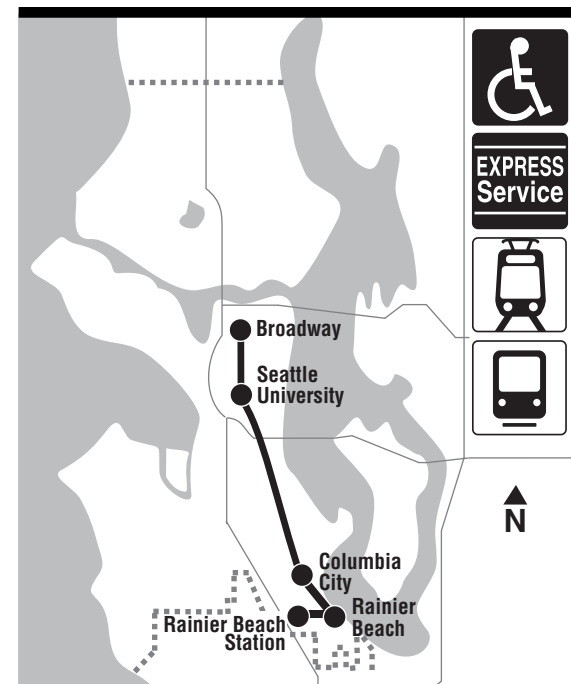 EXPRESS
Service
Broadway
Seattle
University
N
Columbia
City
Rainier
Beach
Rainier Beach
Station